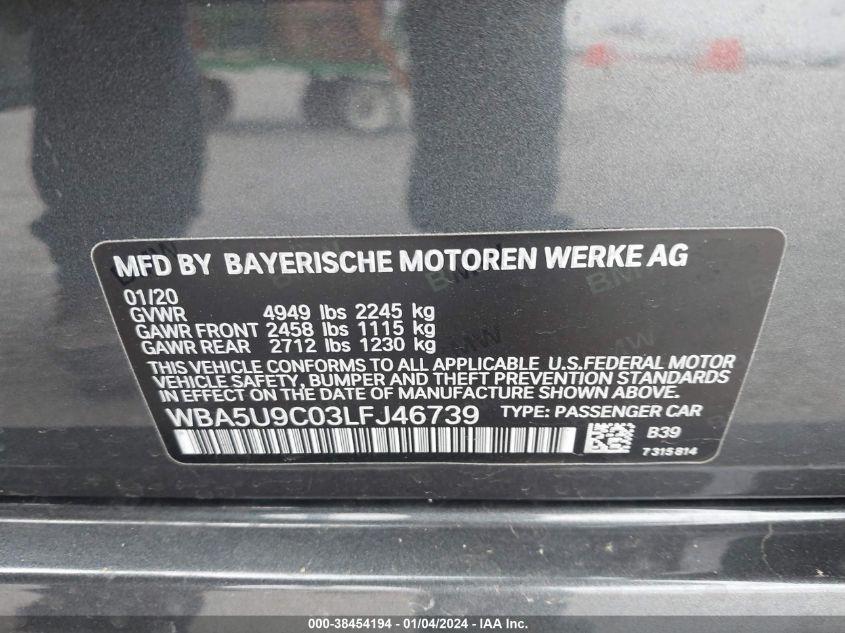 MFD BY BAYERISCHE MOTOREN WERKE AG
01/20
GVWR 4949 lbs 2245 kg
GAWR FRONT 2458 lbs 1115 kg
GAWR REAR 2712 lbs 1230 kg
THIS VEHICLE CONFORMS TO ALL APPLICABLE U.S.FEDERAL MOTOR
VEHICLE SAFETY, BUMPER AND THEFT PREVENTION STANDARDS
IN EFFECT ON THE DATE OF MANUFACTURE SHOWN ABOVE.
WBA5U9C03LFJ46739 TYPE: PASSENGER CAR
B39
7315814
000-38454194 - 01/04/2024 - IAA Inc.